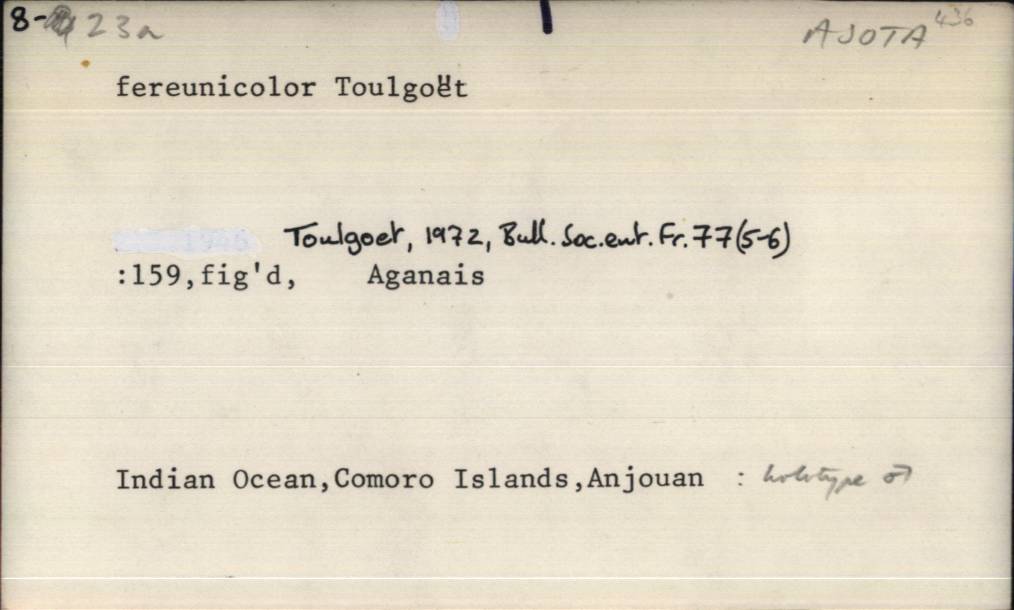 8-23a AJOTA 436
fereunicolor Toulgoët
Toulgoet, 1972, Bull. Soc. ent. Fr. 77(5-6)
:159,fig'd, Aganais
Indian Ocean,Comoro Islands,Anjouan : holotype ♂